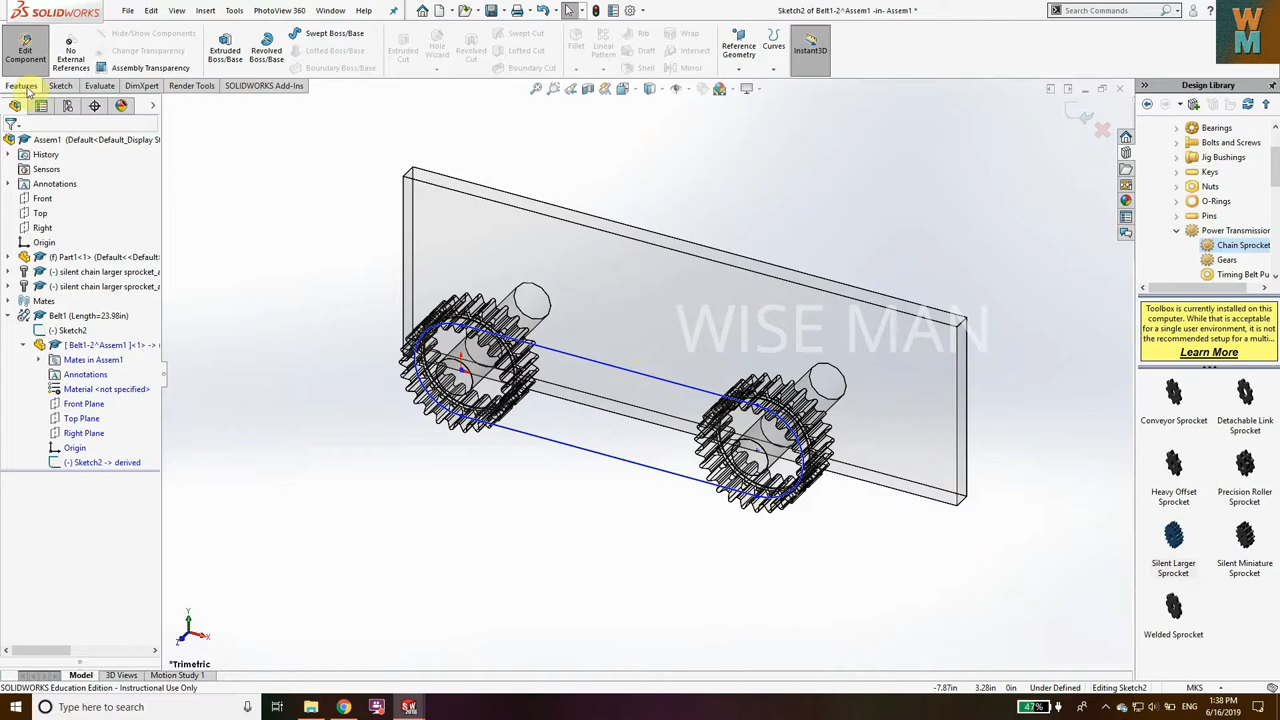 SOLIDWORKS
File Edit View Insert Tools PhotoView 360 Window Help
Sketch2 of Belt1-2^Assem1 -in- Assem1 *
Search Commands
WM
Edit Component
No External References
Hide/Show Components
Change Transparency
Assembly Transparency
Extruded Boss/Base
Revolved Boss/Base
Swept Boss/Base
Lofted Boss/Base
Boundary Boss/Base
Extruded Cut
Hole Wizard
Revolved Cut
Swept Cut
Lofted Cut
Boundary Cut
Fillet
Linear Pattern
Rib
Draft
Shell
Wrap
Intersect
Mirror
Reference Geometry
Curves
Instant3D
Features Sketch Evaluate DimXpert Render Tools SOLIDWORKS Add-Ins
Design Library
Assem1 (Default<Default_Display St
History
Sensors
Annotations
Front
Top
Right
Origin
(f) Part1<1> (Default<<Default_D
(-) silent chain larger sprocket_a
(-) silent chain larger sprocket_a
Mates
Belt1 (Length=23.98in)
(-) Sketch2
[ Belt1-2^Assem1 ]<1> ->
Mates in Assem1
Annotations
Material <not specified>
Front Plane
Top Plane
Right Plane
Origin
(-) Sketch2 -> derived
WISE MAN
Y
X
Z
*Trimetric
Bearings
Bolts and Screws
Jig Bushings
Keys
Nuts
O-Rings
Pins
Power Transmission
Chain Sprocket
Gears
Timing Belt Pu
Toolbox is currently installed on this computer. While that is acceptable for a single user environment, it is not the recommended setup for a multi-user environment.
Learn More
Conveyor Sprocket
Detachable Link Sprocket
Heavy Offset Sprocket
Precision Roller Sprocket
Silent Larger Sprocket
Silent Miniature Sprocket
Welded Sprocket
Model 3D Views Motion Study 1
SOLIDWORKS Education Edition - Instructional Use Only
-7.87in 3.28in 0in Under Defined Editing Sketch2 MKS
Type here to search
47%
ENG
1:38 PM
6/16/2019